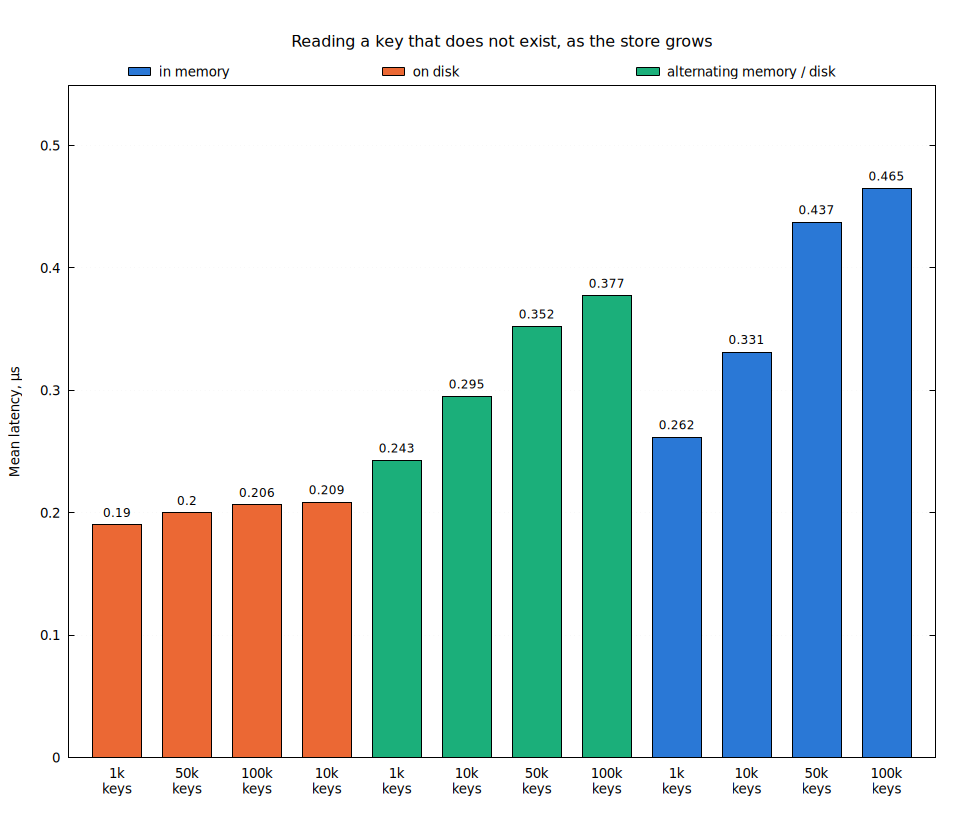 Reading a key that does not exist, as the store grows
in memory
on disk
alternating memory / disk
Mean latency, µs
0.5
0.4
0.3
0.2
0.1
0
0.19
0.2
0.206
0.209
0.243
0.295
0.352
0.377
0.262
0.331
0.437
0.465
1k
keys
50k
keys
100k
keys
10k
keys
1k
keys
10k
keys
50k
keys
100k
keys
1k
keys
10k
keys
50k
keys
100k
keys